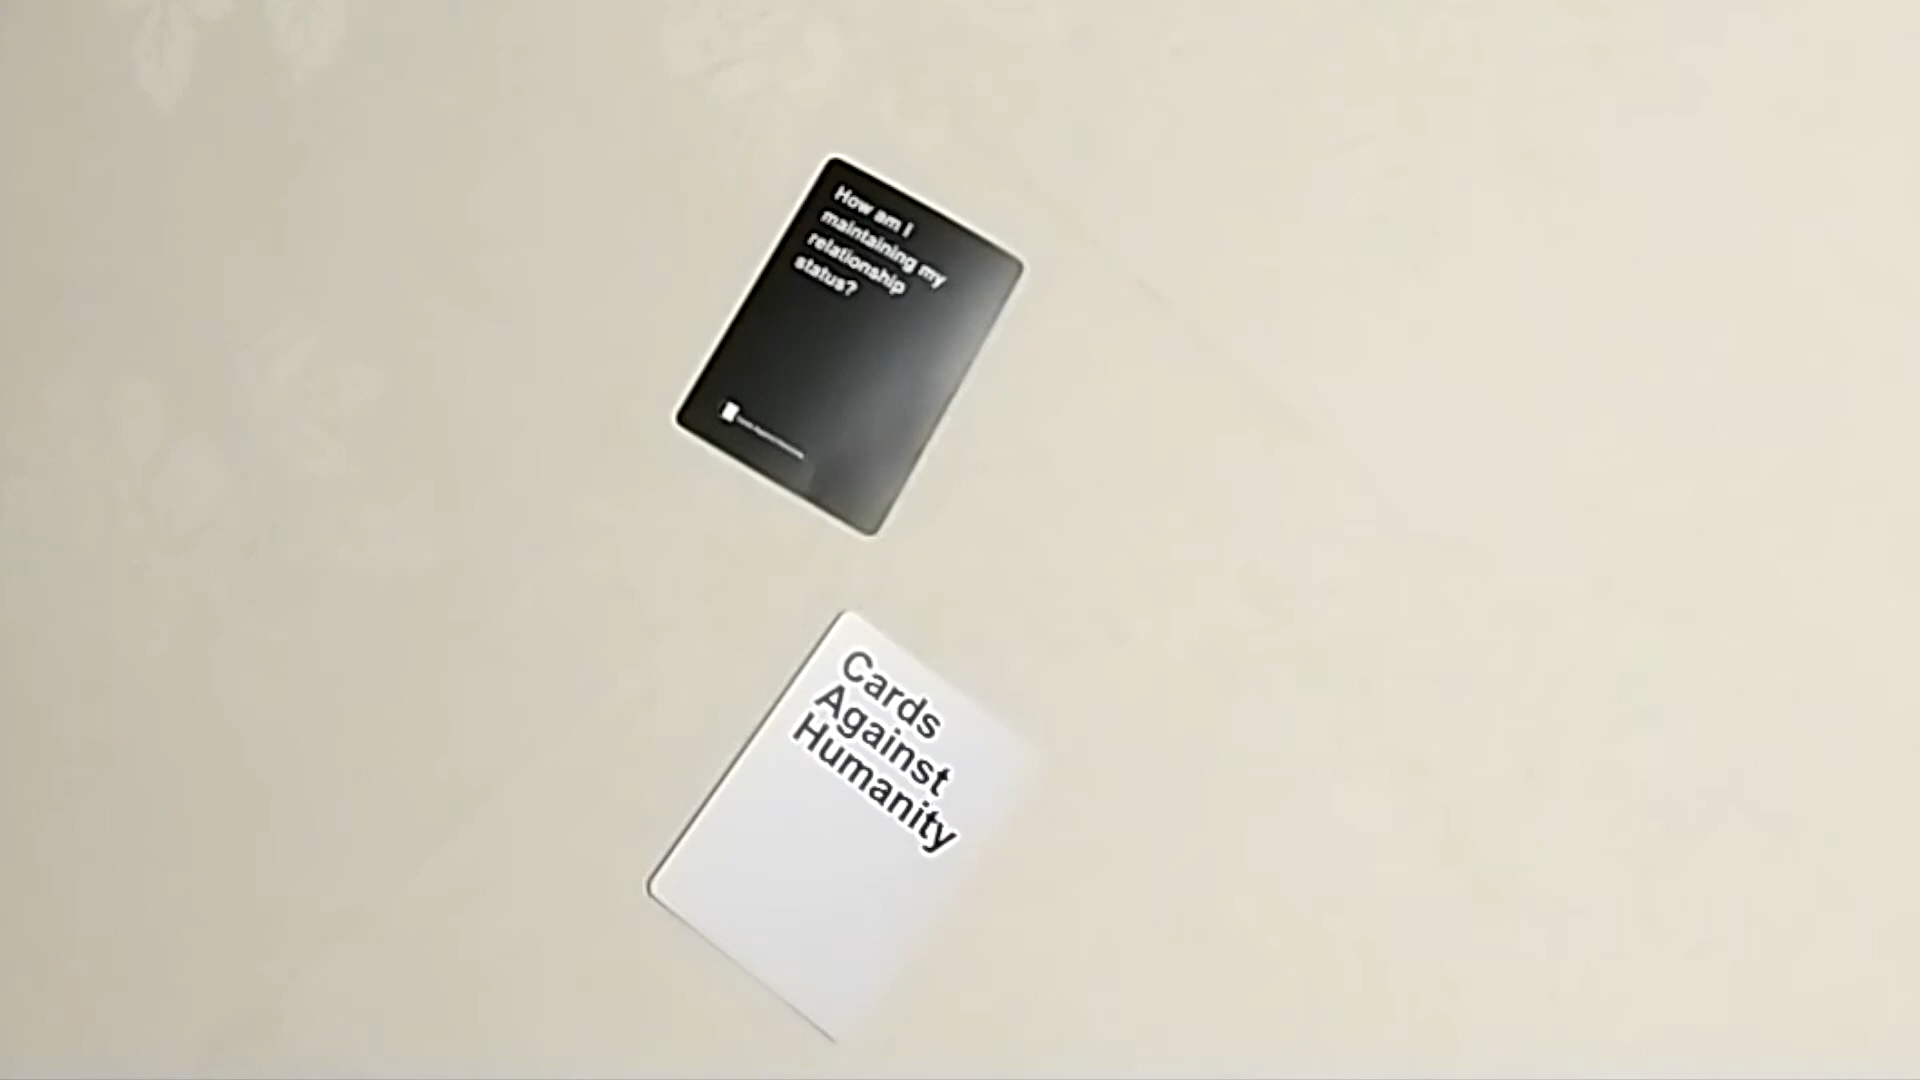 How am I
maintaining my
relationship
status?
Cards
Against
Humanity